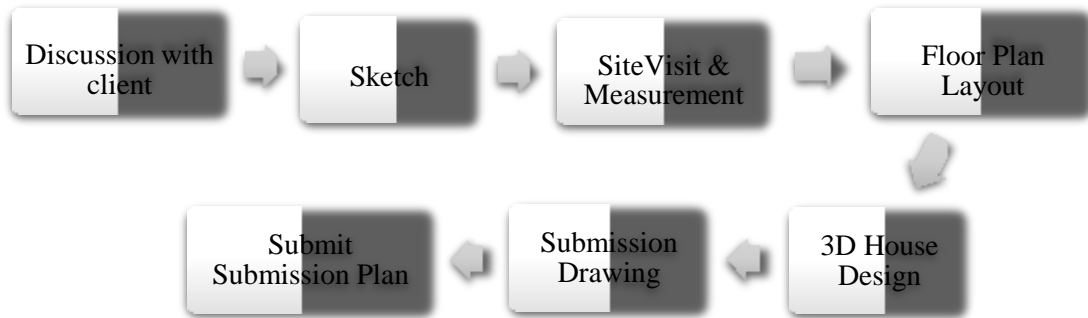 Discussion with
client
Sketch
SiteVisit &
Measurement
Floor Plan
Layout
3D House
Design
Submission
Drawing
Submit
Submission Plan